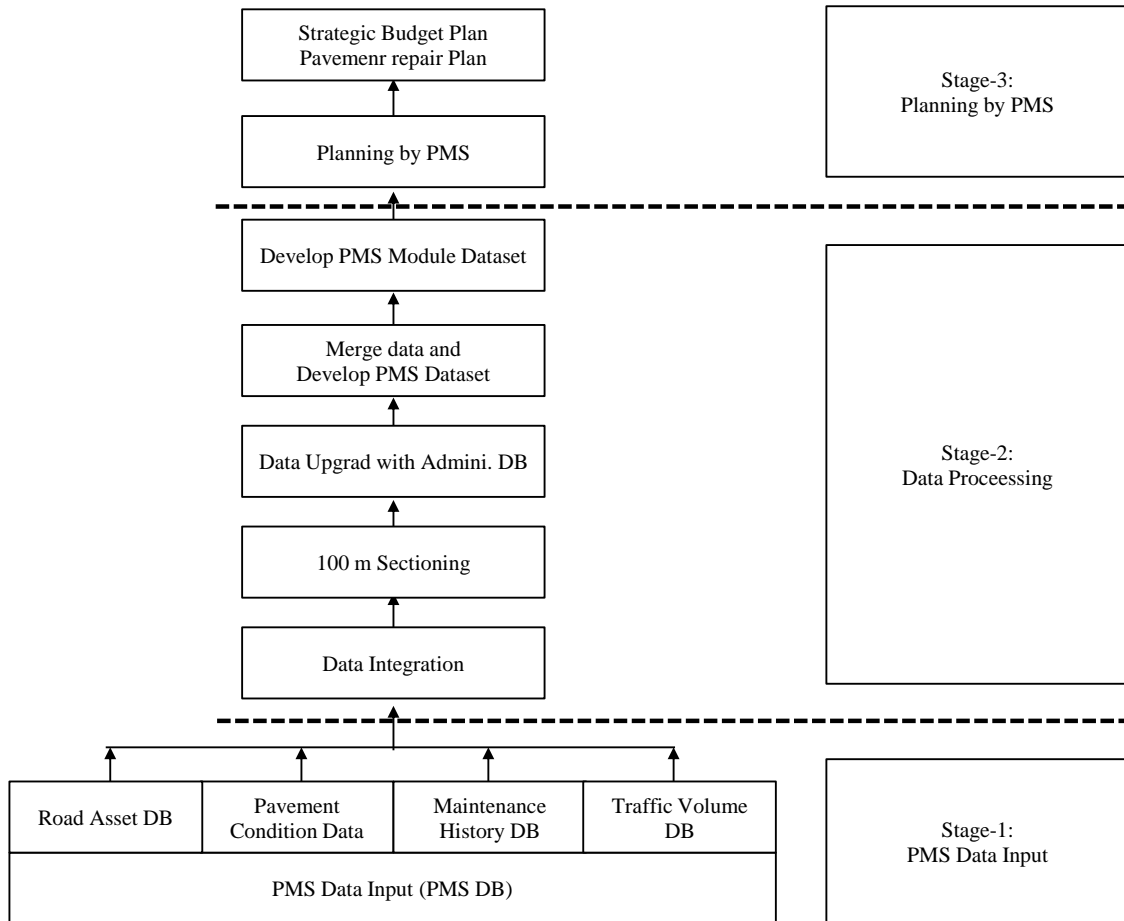 Strategic Budget Plan
Pavemenr repair Plan
Stage-3:
Planning by PMS
Planning by PMS
Develop PMS Module Dataset
Merge data and
Develop PMS Dataset
Data Upgrad with Admini. DB
Stage-2:
Data Proceessing
100 m Sectioning
Data Integration
Road Asset DB
Pavement
Condition Data
Maintenance
History DB
Traffic Volume
DB
Stage-1:
PMS Data Input
PMS Data Input (PMS DB)